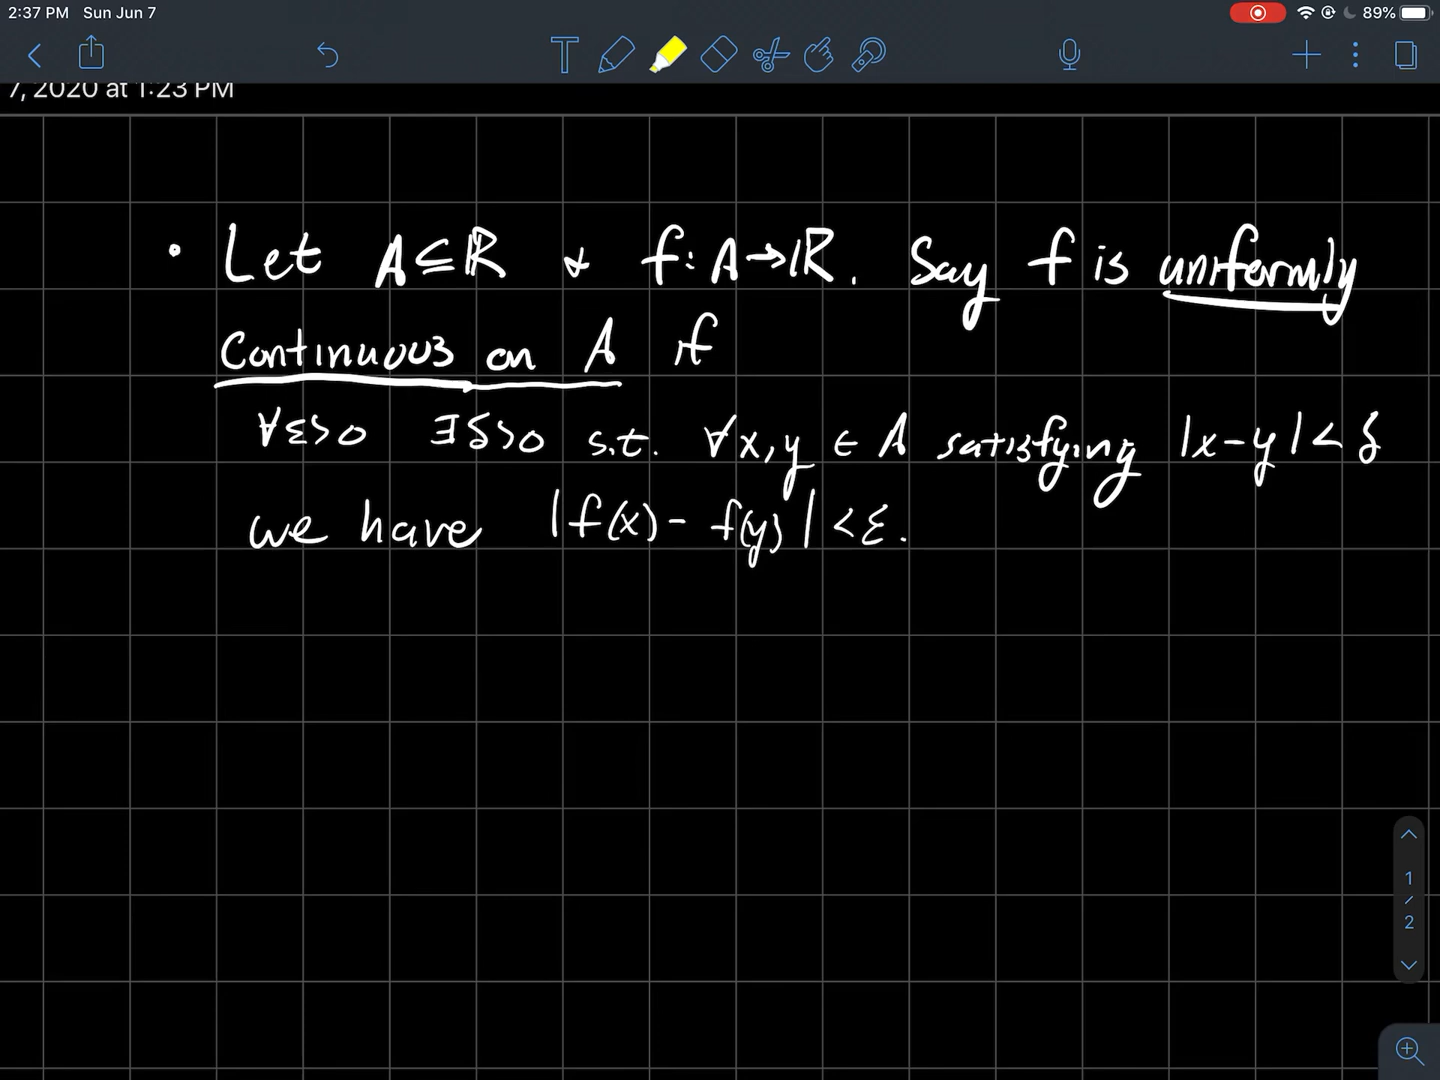 2:37 PM Sun Jun 7
89%
T
7, 2020 at 1:23 PM
• Let A⊆ℝ & f: A→ℝ. Say f is uniformly
continuous on A if
∀ε>0 ∃δ>0 s.t. ∀x,y ∈ A satisfying |x-y|<δ
we have |f(x)-f(y)|<ε.
1
/
2